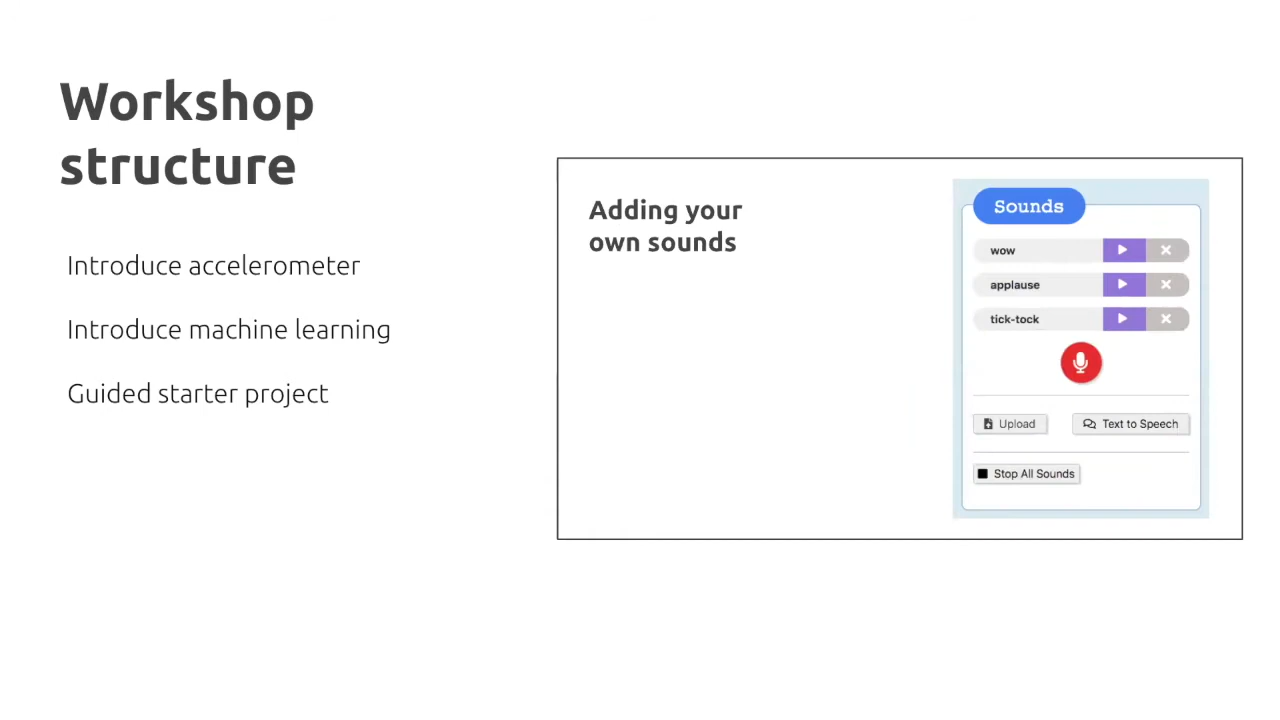 Workshop
structure
Introduce accelerometer
Introduce machine learning
Guided starter project
Adding your
own sounds
Sounds
wow
applause
tick-tock
Upload
Text to Speech
Stop All Sounds